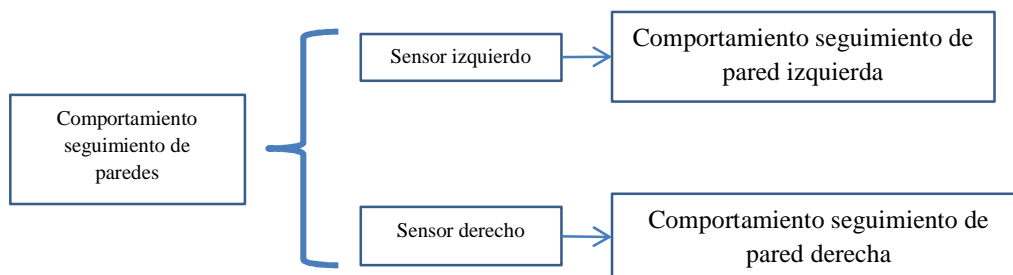 Comportamiento
seguimiento de
paredes
Sensor izquierdo
Comportamiento seguimiento de
pared izquierda
Sensor derecho
Comportamiento seguimiento de
pared derecha